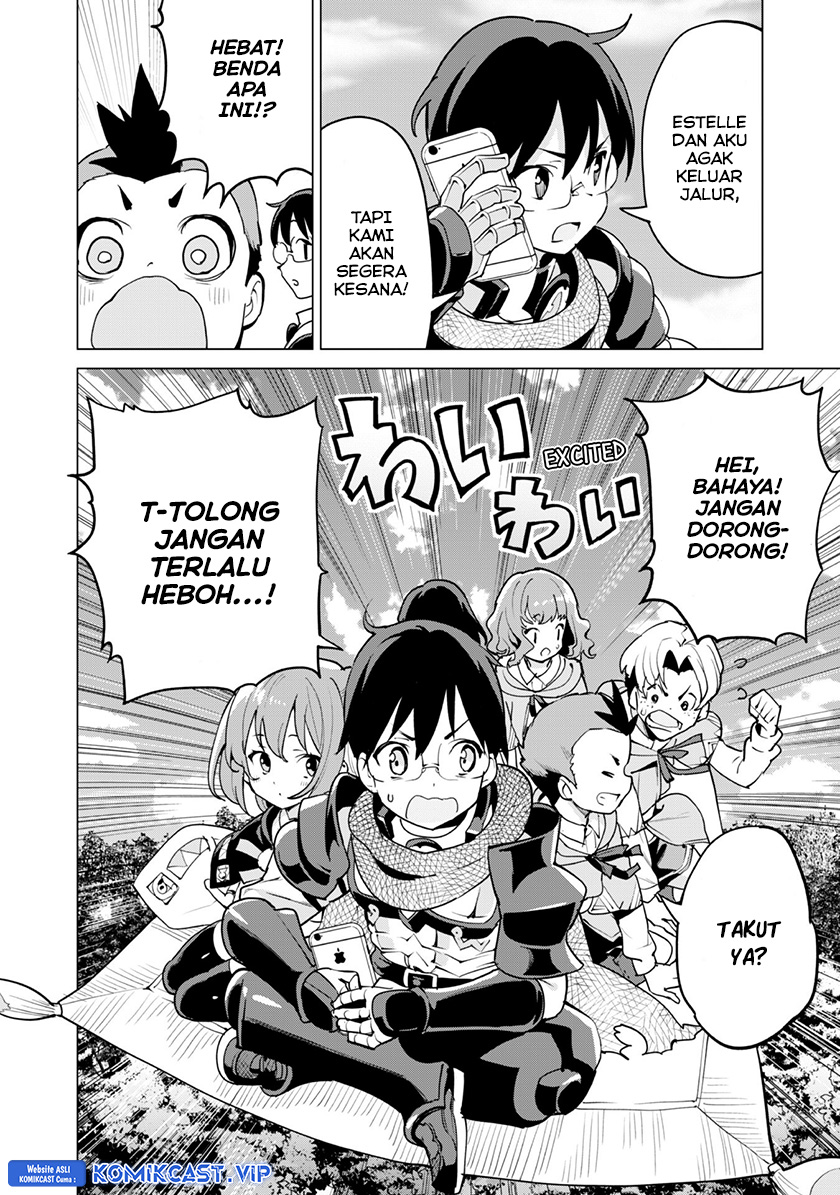 ESTELLE
DAN AKU
AGAK
KELUAR
JALUR,
TAPI
KAMI
AKAN
SEGERA
KESANA!
HEBAT!
BENDA
APA
INI!?
わい
わい
EXCITED
HEI,
BAHAYA!
JANGAN
DORONG-
DORONG!
T-TOLONG
JANGAN
TERLALU
HEBOH...!
TAKUT
YA?
Website ASLI
KOMIKCAST Cuma :
KOMIKCAST.VIP